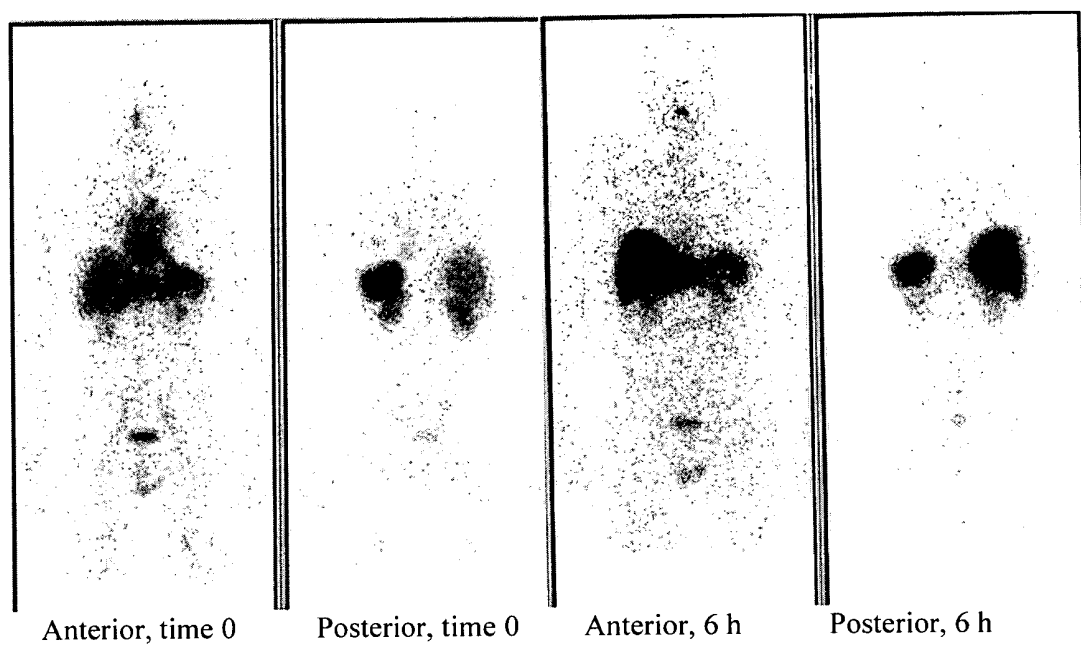 Anterior, time 0
Posterior, time 0
Anterior, 6 h
Posterior, 6 h